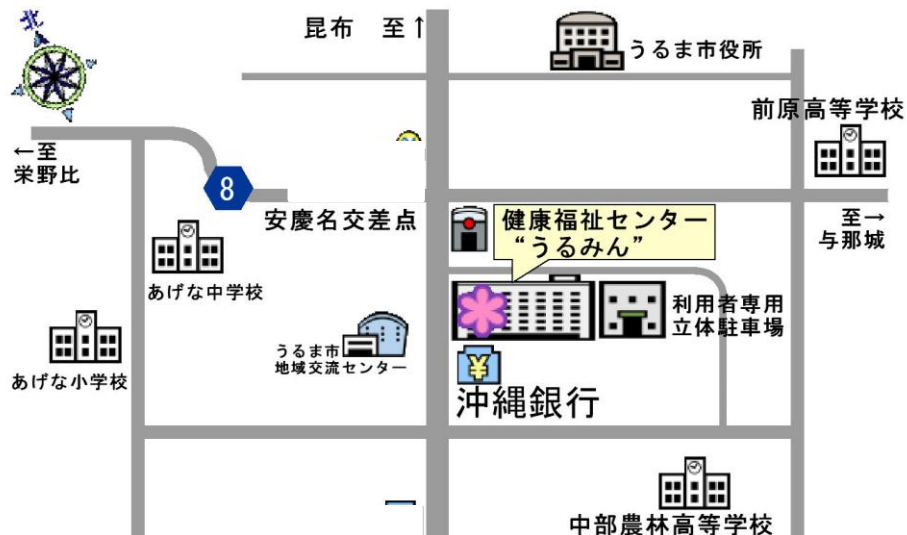 北
昆布 至↑
うるま市役所
前原高等学校
←至
栄野比
8
安慶名交差点
健康福祉センター
“うるみん”
至→
与那城
あげな中学校
利用者専用
立体駐車場
うるま市
地域交流センター
あげな小学校
¥
沖縄銀行
中部農林高等学校